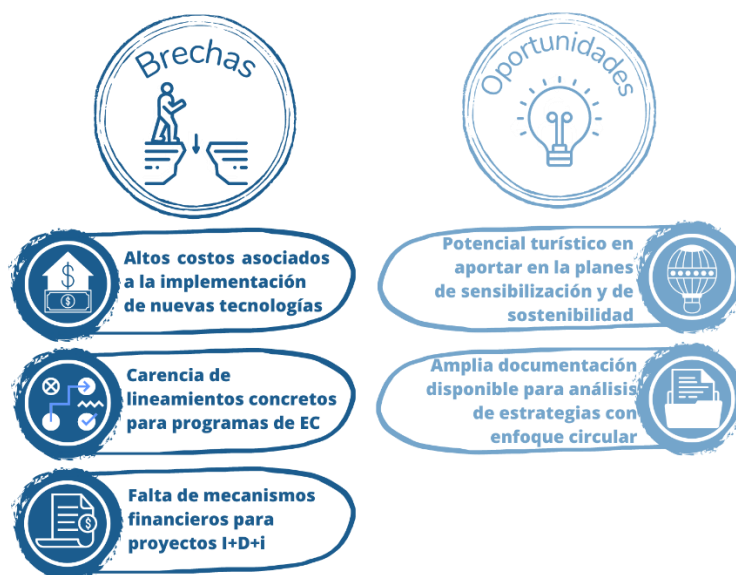 Brechas
Altos costos asociados
a la implementación
de nuevas tecnologías
Carencia de
lineamientos concretos
para programas de EC
Falta de mecanismos
financieros para
proyectos I+D+i
Oportunidades
Potencial turístico en
aportar en la planes
de sensibilización y de
sostenibilidad
Amplia documentación
disponible para análisis
de estrategias con
enfoque circular